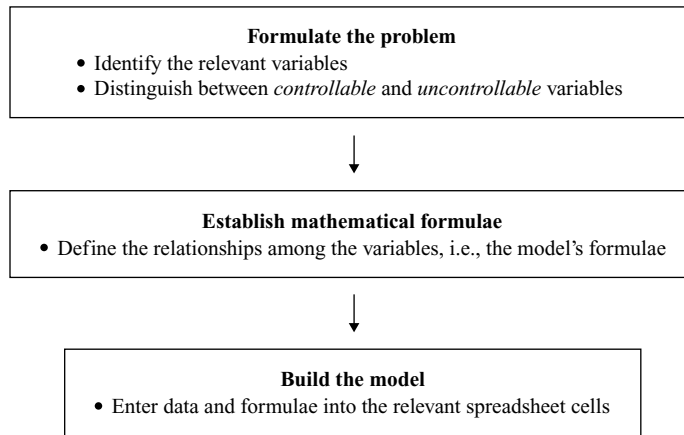 Formulate the problem
• Identify the relevant variables
• Distinguish between controllable and uncontrollable variables
Establish mathematical formulae
• Define the relationships among the variables, i.e., the model's formulae
Build the model
• Enter data and formulae into the relevant spreadsheet cells